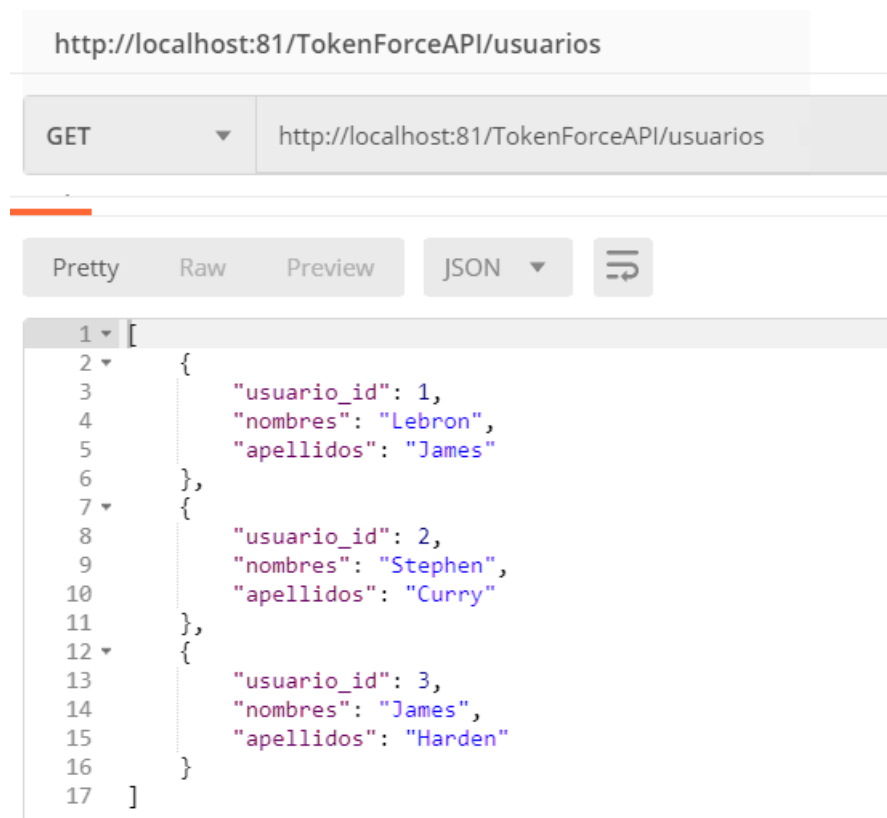 http://localhost:81/TokenForceAPI/usuarios
GET http://localhost:81/TokenForceAPI/usuarios
Pretty Raw Preview JSON
1 [
2 {
3 "usuario_id": 1,
4 "nombres": "Lebron",
5 "apellidos": "James"
6 },
7 {
8 "usuario_id": 2,
9 "nombres": "Stephen",
10 "apellidos": "Curry"
11 },
12 {
13 "usuario_id": 3,
14 "nombres": "James",
15 "apellidos": "Harden"
16 }
17 ]